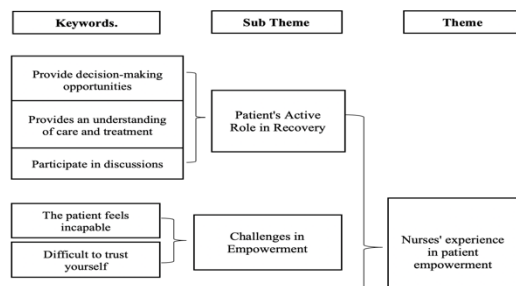 Keywords.
Sub Theme
Theme
Provide decision-making
opportunities
Provides an understanding
of care and treatment
Participate in discussions
Patient's Active
Role in Recovery
The patient feels
incapable
Difficult to trust
yourself
Challenges in
Empowerment
Nurses' experience
in patient
empowerment